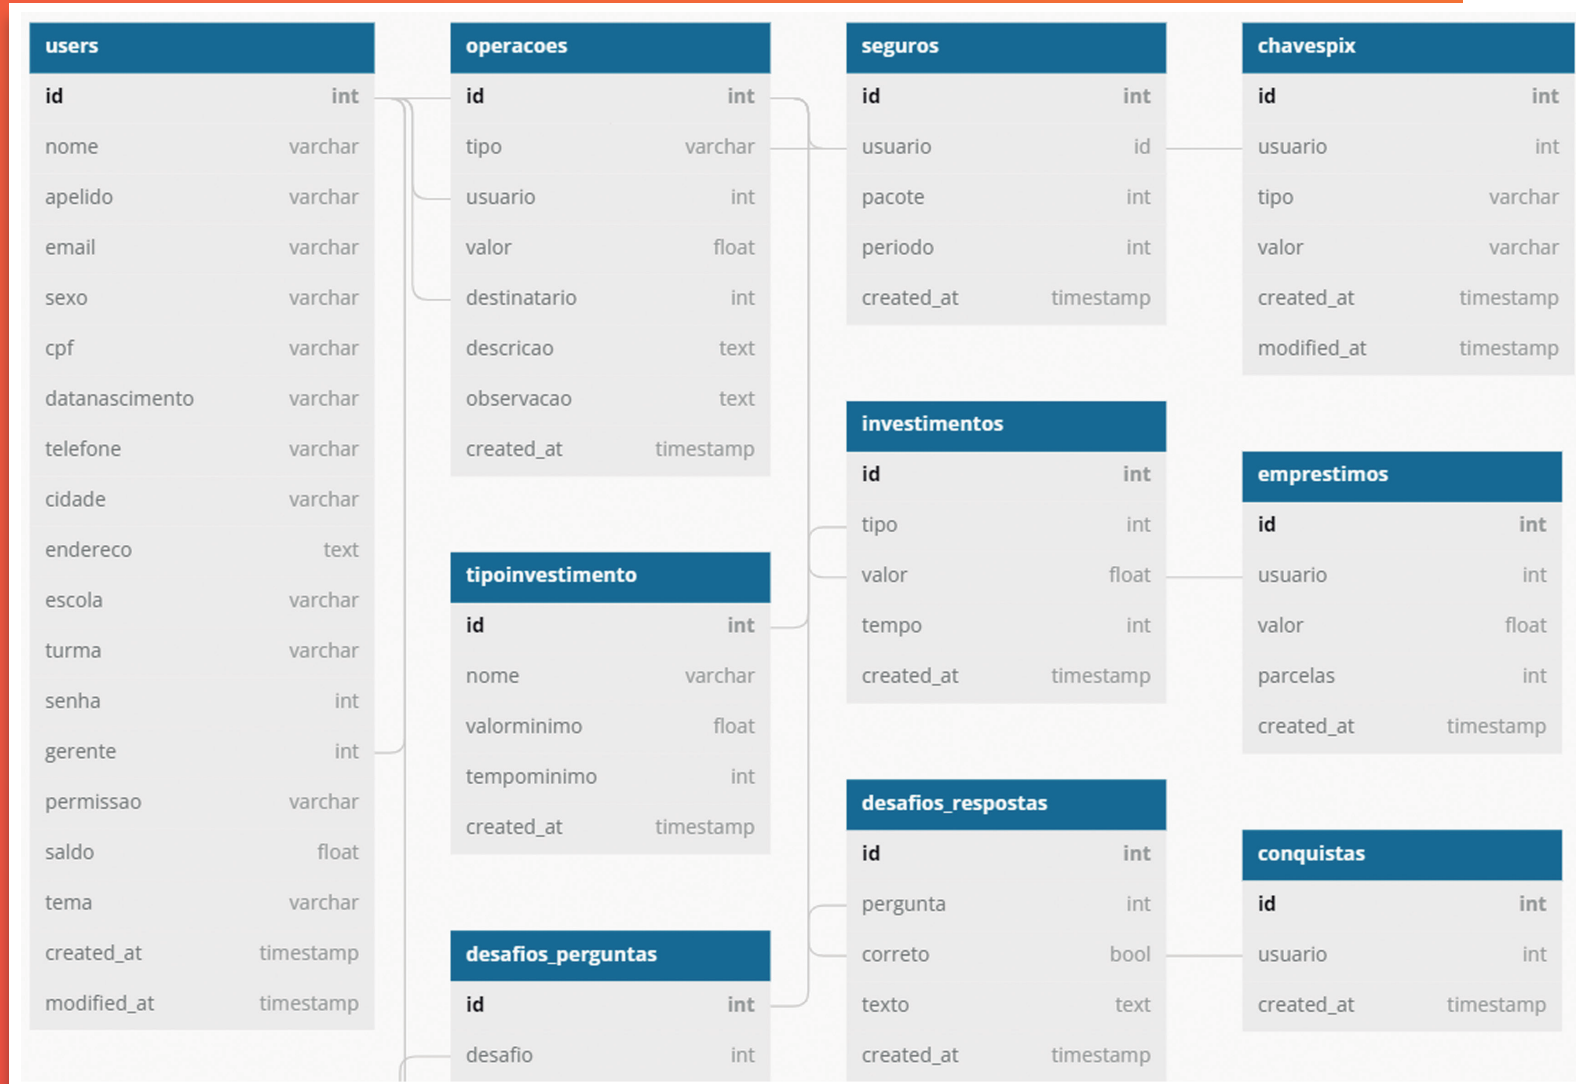 users
id int
nome varchar
apelido varchar
email varchar
sexo varchar
cpf varchar
datanascimento varchar
telefone varchar
cidade varchar
endereco text
escola varchar
turma varchar
senha int
gerente int
permissao varchar
saldo float
tema varchar
created_at timestamp
modified_at timestamp
operacoes
id int
tipo varchar
usuario int
valor float
destinatario int
descricao text
observacao text
created_at timestamp
tipoinvestimento
id int
nome varchar
valorminimo float
tempominimo int
created_at timestamp
desafios_perguntas
id int
desafio int
seguros
id int
usuario id
pacote int
periodo int
created_at timestamp
investimentos
id int
tipo int
valor float
tempo int
created_at timestamp
desafios_respostas
id int
pergunta int
correto bool
texto text
created_at timestamp
chavespix
id int
usuario int
tipo varchar
valor varchar
created_at timestamp
modified_at timestamp
emprestimos
id int
usuario int
valor float
parcelas int
created_at timestamp
conquistas
id int
usuario int
created_at timestamp